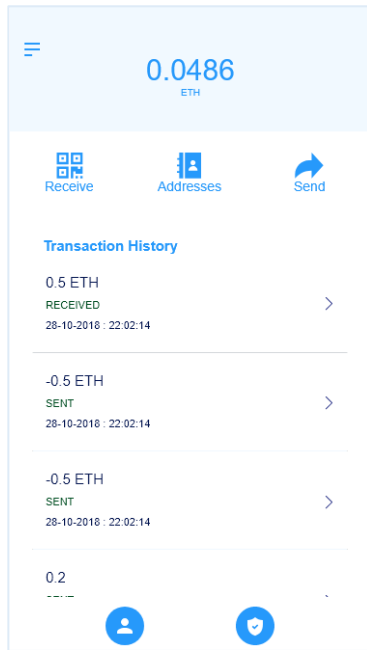 0.0486
ETH
Receive Addresses Send
Transaction History
0.5 ETH
RECEIVED
28-10-2018 : 22:02:14
-0.5 ETH
SENT
28-10-2018 : 22:02:14
-0.5 ETH
SENT
28-10-2018 : 22:02:14
0.2